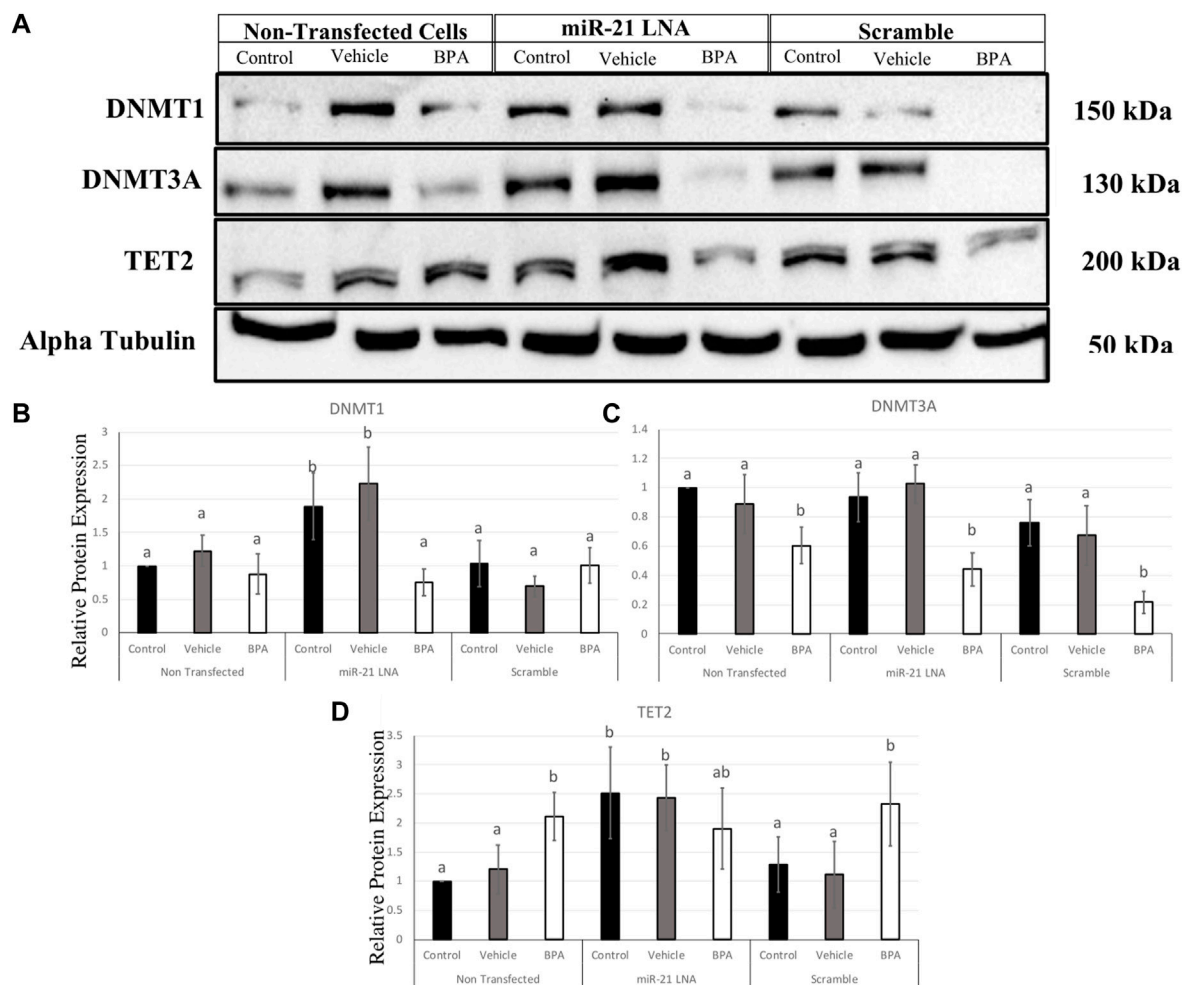 A
Non-Transfected Cells miR-21 LNA Scramble
Control Vehicle BPA Control Vehicle BPA Control Vehicle BPA
DNMT1 150 kDa
DNMT3A 130 kDa
TET2 200 kDa
Alpha Tubulin 50 kDa
B
DNMT1
Relative Protein Expression
3
2.5
2
1.5
1
0.5
0
a a a b b a a a a
Control Vehicle BPA Control Vehicle BPA Control Vehicle BPA
Non Transfected miR-21 LNA Scramble
C
DNMT3A
1.4
1.2
1
0.8
0.6
0.4
0.2
0
a a b a a b a a b
Control Vehicle BPA Control Vehicle BPA Control Vehicle BPA
Non Transfected miR-21 LNA Scramble
D
TET2
Relative Protein Expression
3.5
3
2.5
2
1.5
1
0.5
0
a a b b b ab a a b
Control Vehicle BPA Control Vehicle BPA Control Vehicle BPA
Non Transfected miR-21 LNA Scramble